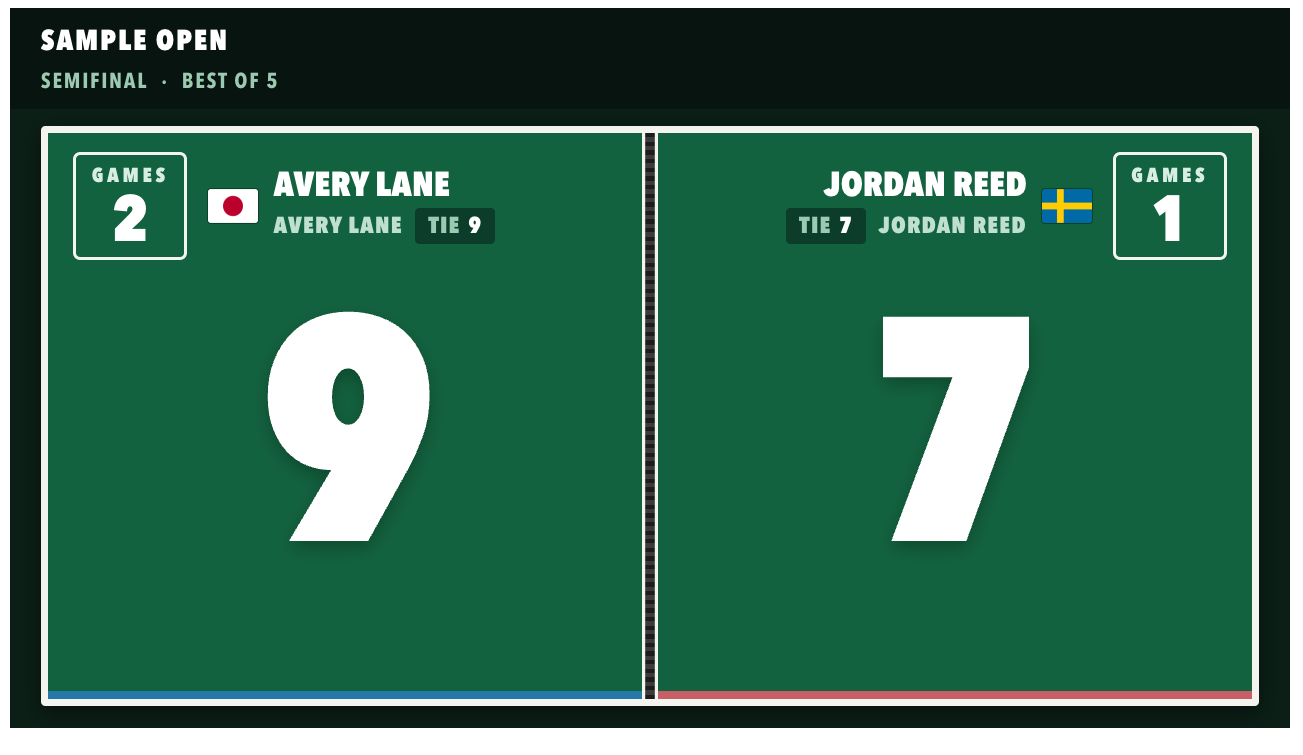 SAMPLE OPEN
SEMIFINAL · BEST OF 5
GAMES
2
AVERY LANE
AVERY LANE TIE 9
9
JORDAN REED
TIE 7 JORDAN REED
GAMES
1
7